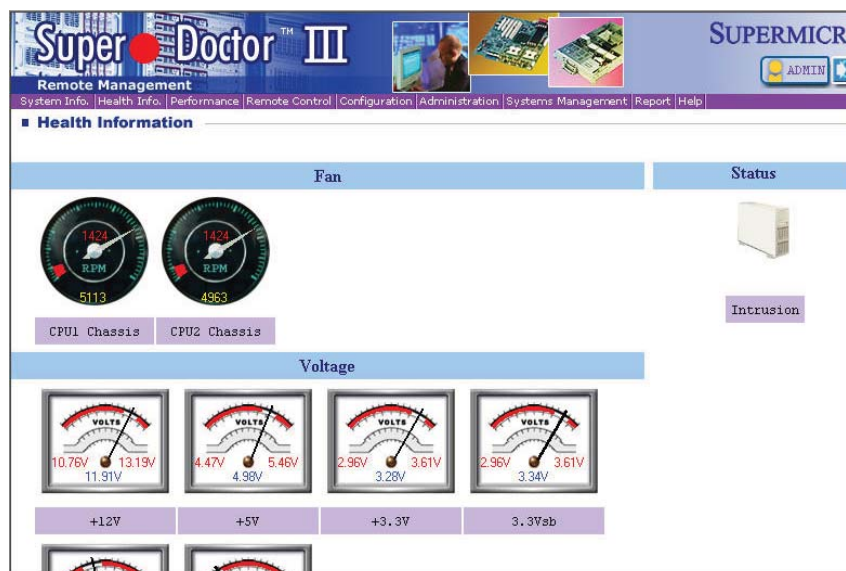 Super Doctor™ III
SUPERMICR
ADMIN
Remote Management
System Info. Health Info. Performance Remote Control Configuration Administration Systems Management Report Help
Health Information
Fan
Status
1424 1424
RPM RPM
5113 4963
CPU1 Chassis CPU2 Chassis
Intrusion
Voltage
VOLTS VOLTS VOLTS VOLTS
10.76V 13.19V 4.47V 5.46V 2.96V 3.61V 2.96V 3.61V
11.91V 4.98V 3.28V 3.34V
+12V +5V +3.3V 3.3Vsb